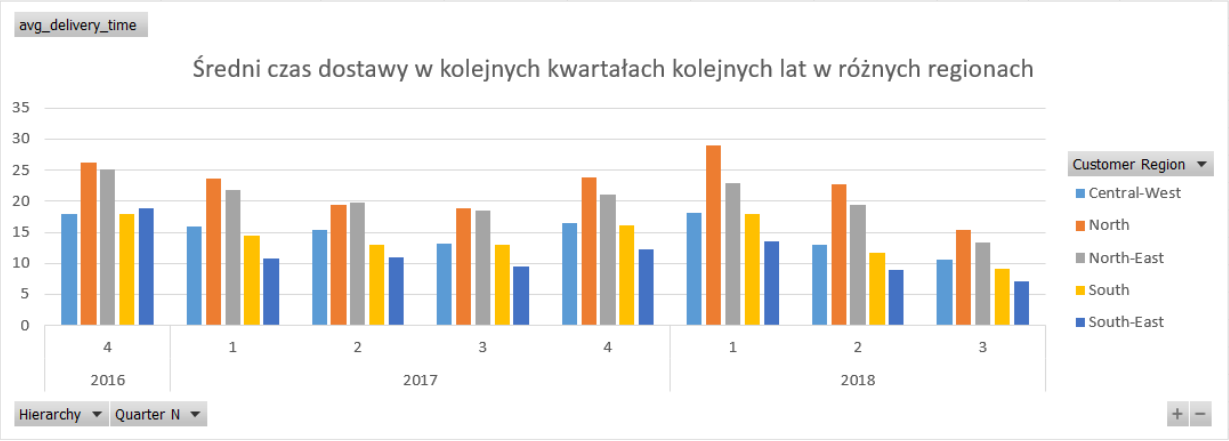 avg_delivery_time
Średni czas dostawy w kolejnych kwartałach kolejnych lat w różnych regionach
35
30
25
20
15
10
5
0
4 1 2 3 4 1 2 3
2016 2017 2018
Customer Region
Central-West
North
North-East
South
South-East
Hierarchy Quarter N
+ −